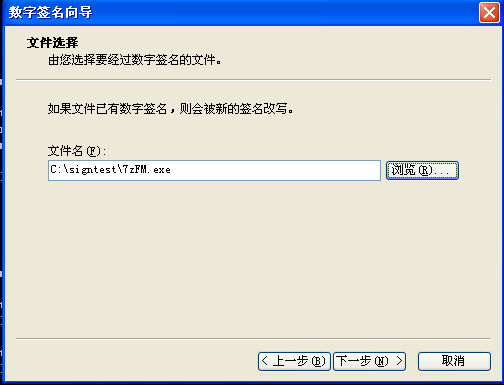 数字签名向导
文件选择
由您选择要经过数字签名的文件。
如果文件已有数字签名，则会被新的签名改写。
文件名(F):
C:\signtest\7zFM.exe
浏览(R)...
< 上一步(B)
下一步(N) >
取消